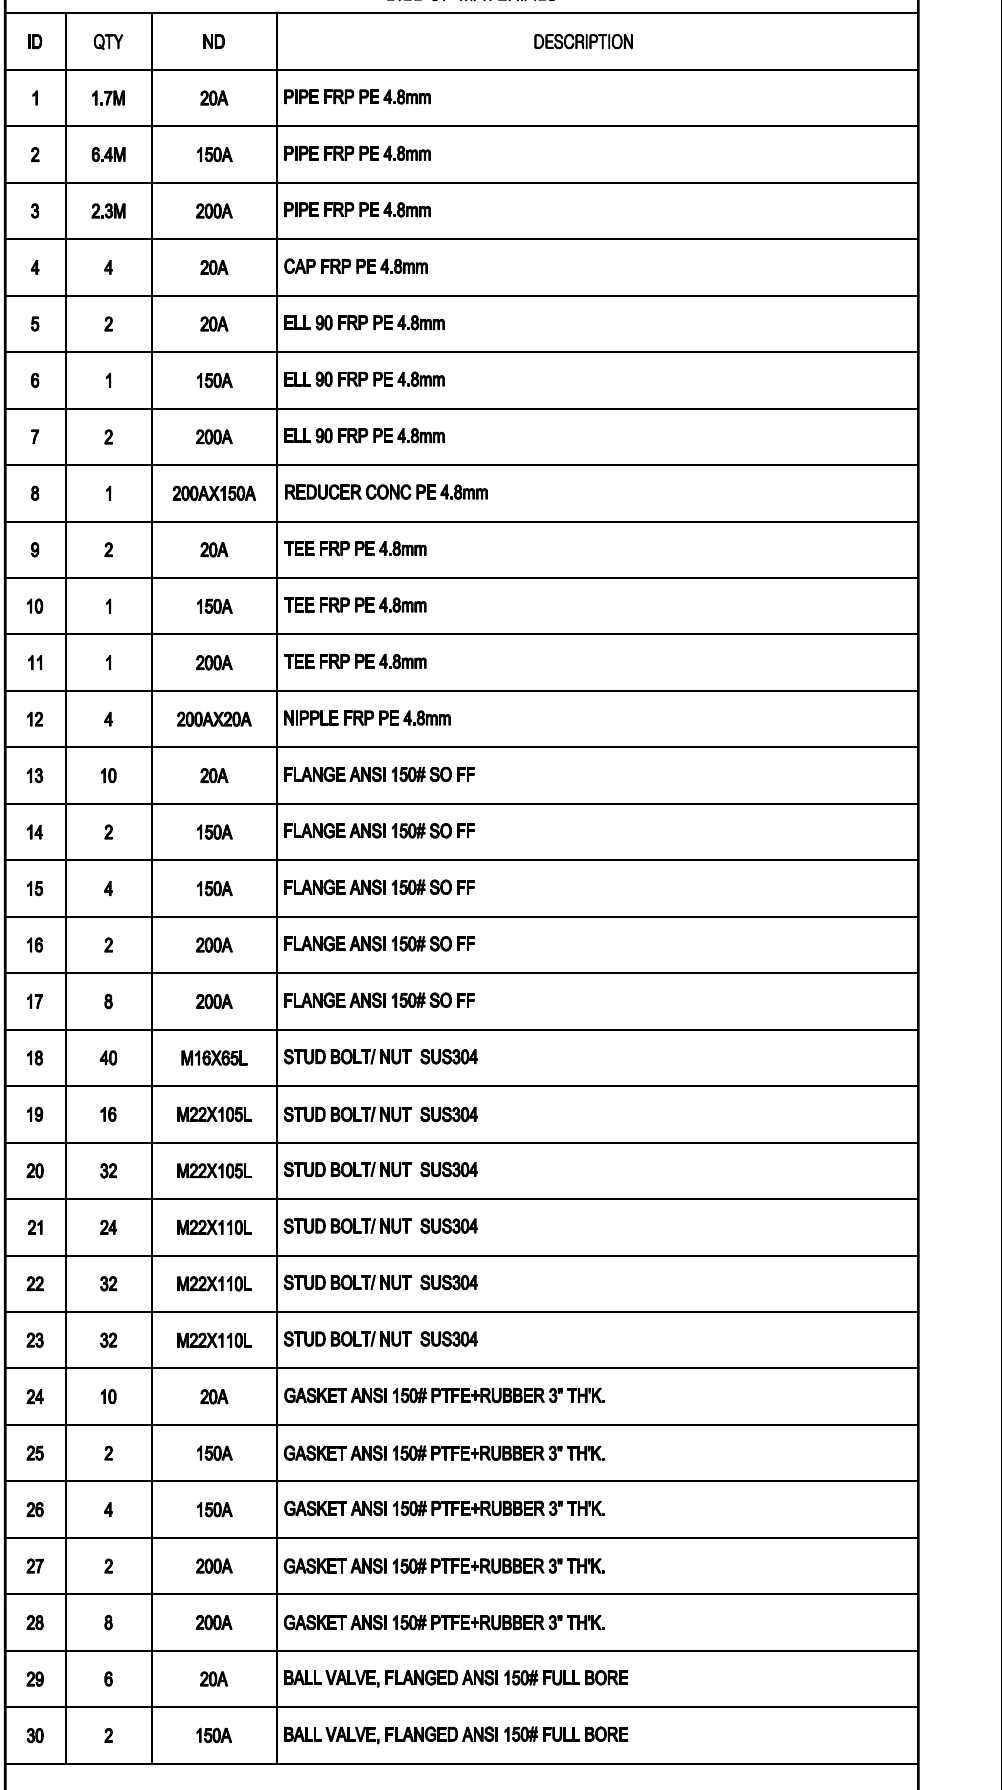 BILL OF MATERIALS
ID QTY ND DESCRIPTION
1 1.7M 20A PIPE FRP PE 4.8mm
2 6.4M 150A PIPE FRP PE 4.8mm
3 2.3M 200A PIPE FRP PE 4.8mm
4 4 20A CAP FRP PE 4.8mm
5 2 20A ELL 90 FRP PE 4.8mm
6 1 150A ELL 90 FRP PE 4.8mm
7 2 200A ELL 90 FRP PE 4.8mm
8 1 200AX150A REDUCER CONC PE 4.8mm
9 2 20A TEE FRP PE 4.8mm
10 1 150A TEE FRP PE 4.8mm
11 1 200A TEE FRP PE 4.8mm
12 4 200AX20A NIPPLE FRP PE 4.8mm
13 10 20A FLANGE ANSI 150# SO FF
14 2 150A FLANGE ANSI 150# SO FF
15 4 150A FLANGE ANSI 150# SO FF
16 2 200A FLANGE ANSI 150# SO FF
17 8 200A FLANGE ANSI 150# SO FF
18 40 M16X65L STUD BOLT/ NUT SUS304
19 16 M22X105L STUD BOLT/ NUT SUS304
20 32 M22X105L STUD BOLT/ NUT SUS304
21 24 M22X110L STUD BOLT/ NUT SUS304
22 32 M22X110L STUD BOLT/ NUT SUS304
23 32 M22X110L STUD BOLT/ NUT SUS304
24 10 20A GASKET ANSI 150# PTFE+RUBBER 3" TH'K.
25 2 150A GASKET ANSI 150# PTFE+RUBBER 3" TH'K.
26 4 150A GASKET ANSI 150# PTFE+RUBBER 3" TH'K.
27 2 200A GASKET ANSI 150# PTFE+RUBBER 3" TH'K.
28 8 200A GASKET ANSI 150# PTFE+RUBBER 3" TH'K.
29 6 20A BALL VALVE, FLANGED ANSI 150# FULL BORE
30 2 150A BALL VALVE, FLANGED ANSI 150# FULL BORE